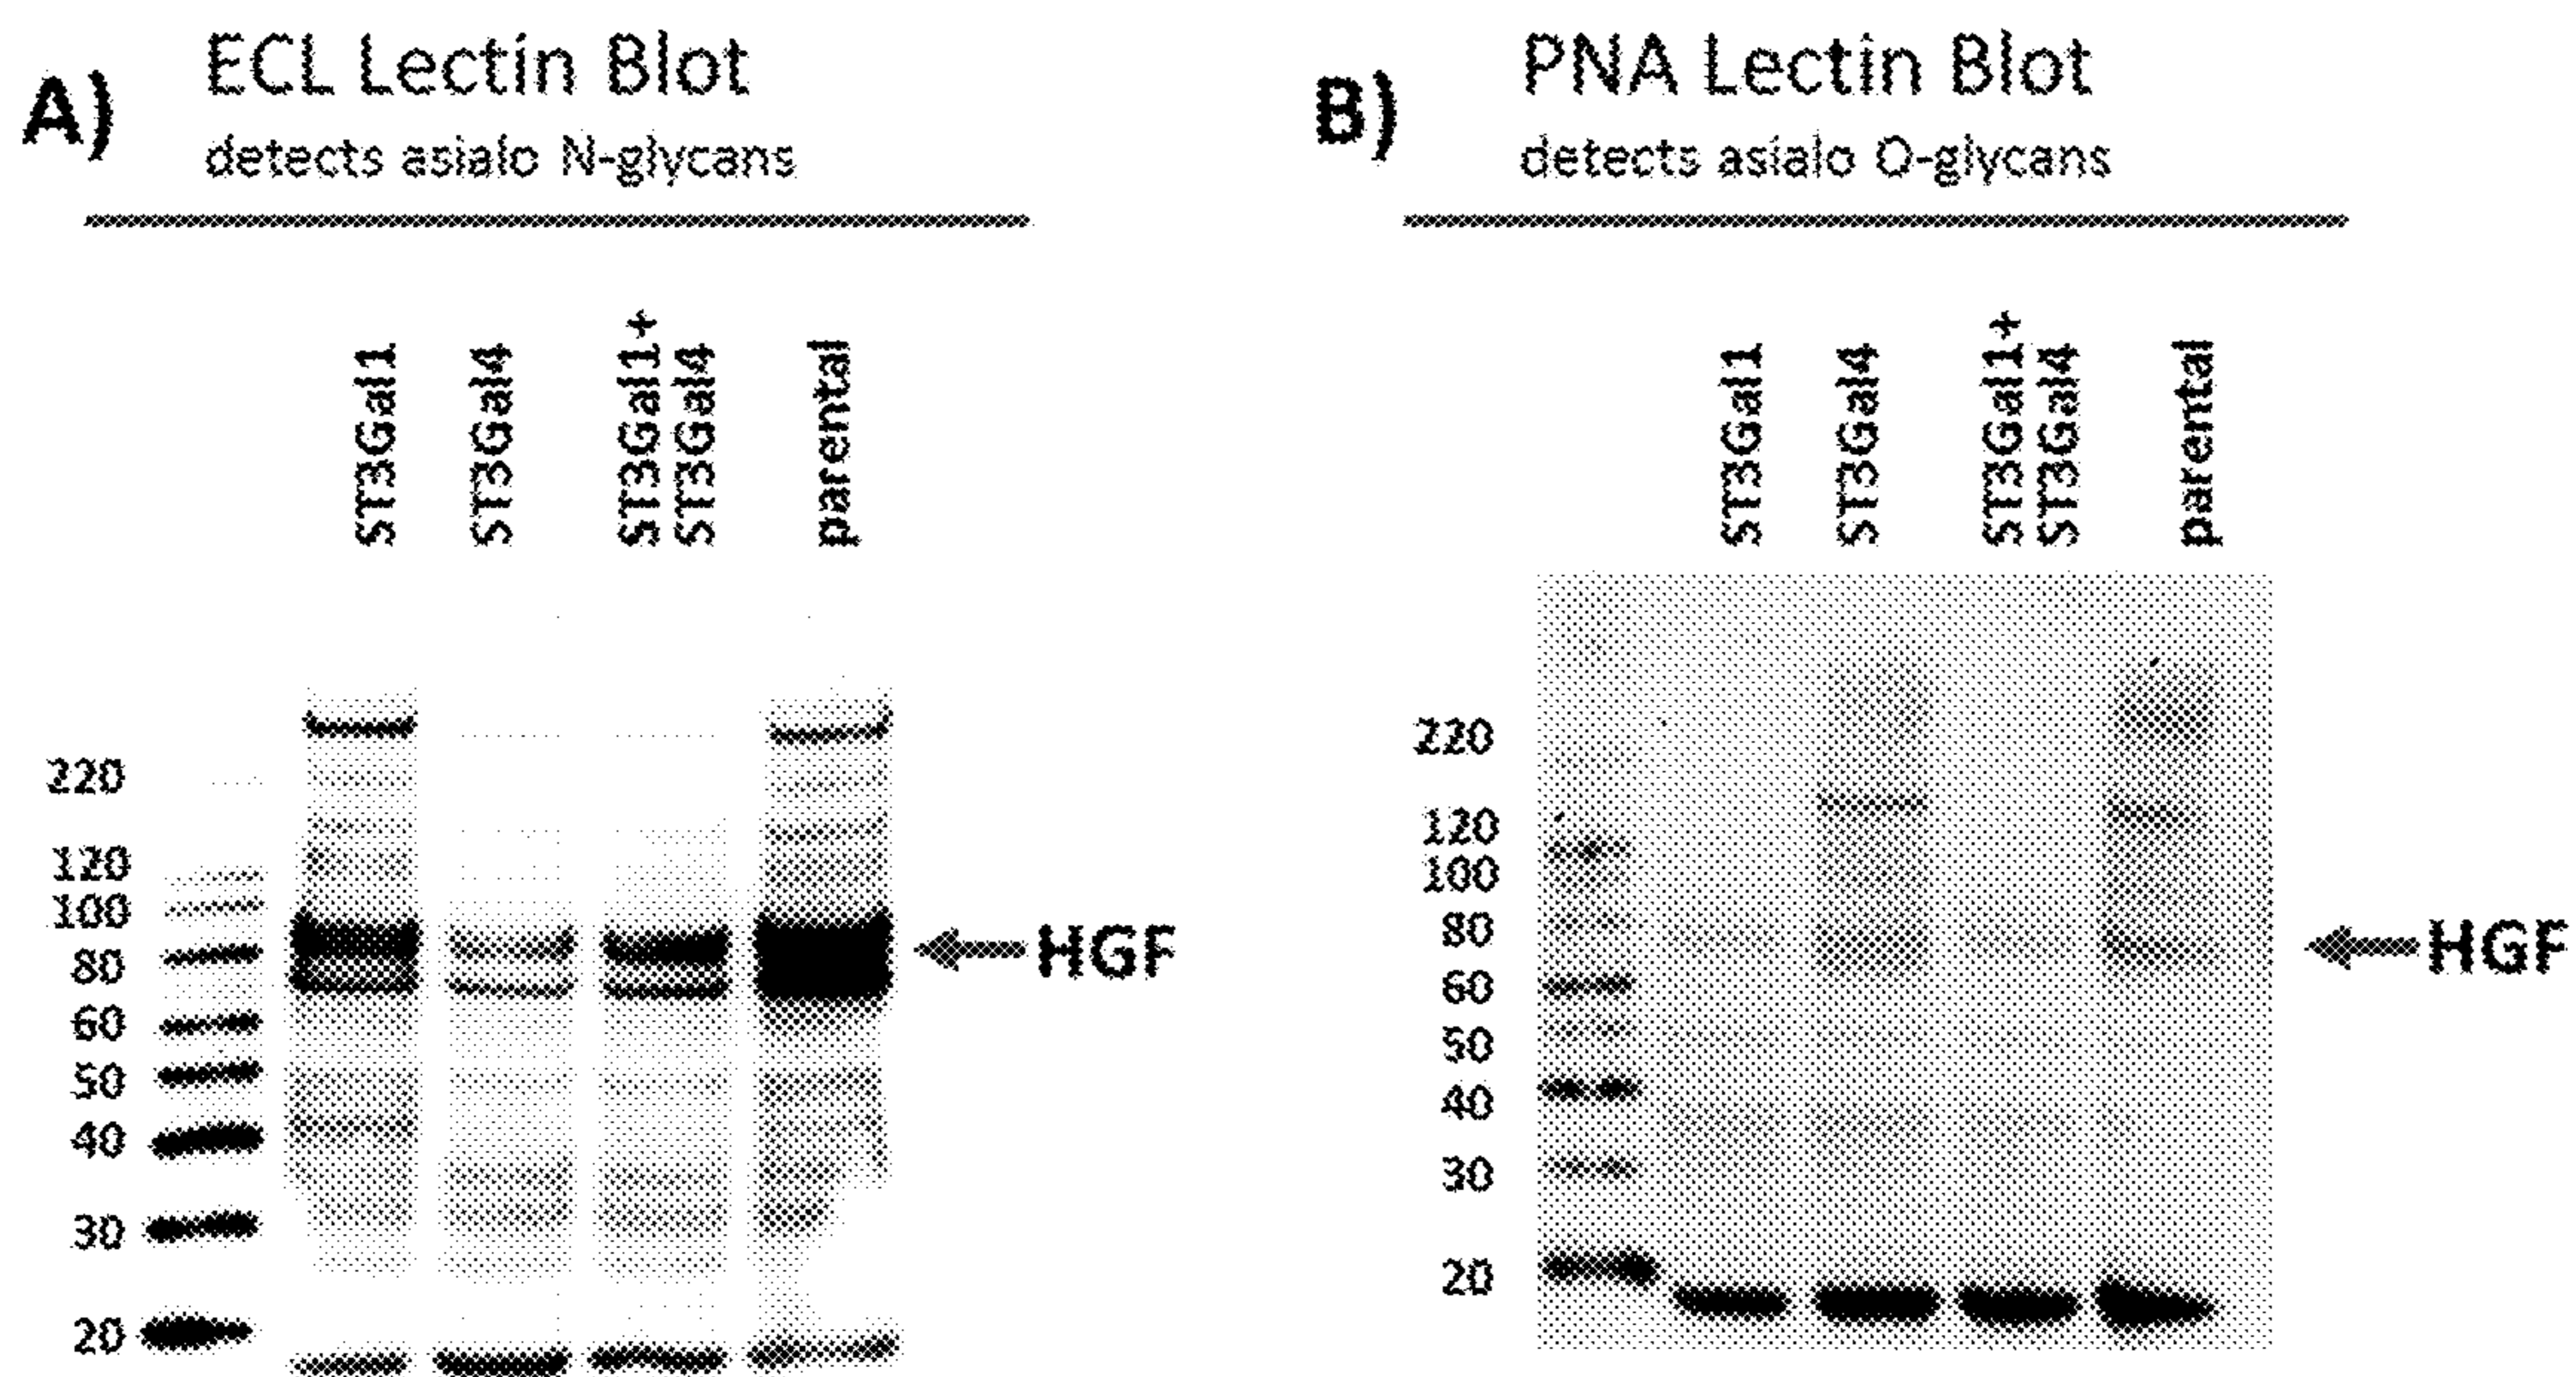 A)
ECL Lectin Blot
detects asialo N-glycans
ST3Gal1
ST3Gal4
ST3Gal1+
ST3Gal4
parental
220
120
100
80
60
50
40
30
20
HGF
B)
PNA Lectin Blot
detects asialo O-glycans
ST3Gal1
ST3Gal4
ST3Gal1+
ST3Gal4
parental
220
120
100
80
60
50
40
30
20
HGF